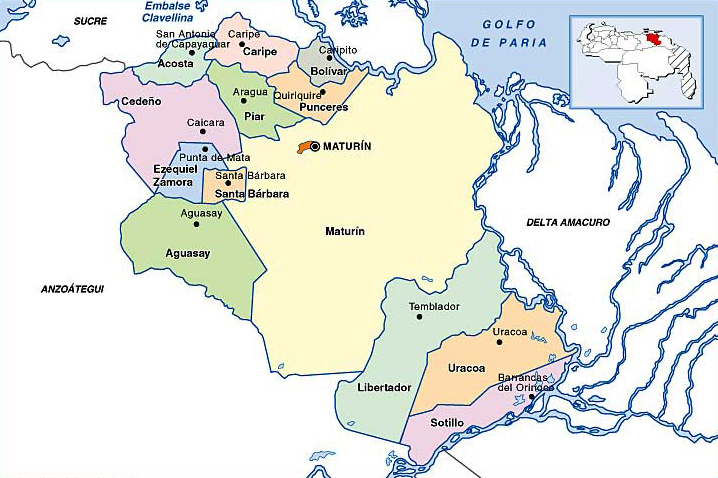 Embalse
Clavellina
SUCRE
GOLFO
DE PARIA
San Antonio
de Capayaquar
Caripe
Caripe
Caripito
Acosta
Bolívar
Cedeño
Aragua
Quiriquire
Punceres
Piar
Caicara
MATURÍN
Punta de Mata
Ezequiel
Zamora
Santa Bárbara
Santa Bárbara
Aguasay
Maturín
DELTA AMACURO
Aguasay
ANZOÁTEGUI
Temblador
Uracoa
Uracoa
Libertador
Barrancas
del Orinoco
Sotillo